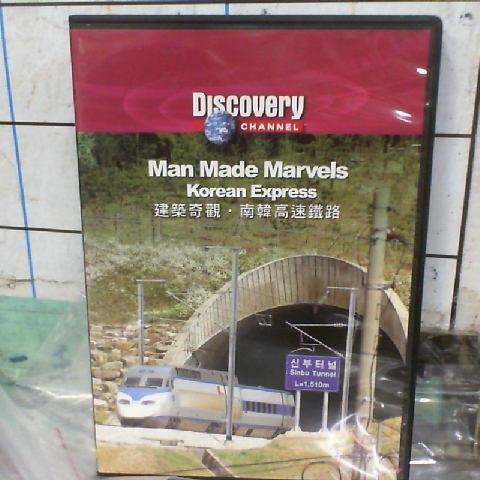 Discovery
CHANNEL
Man Made Marvels
Korean Express
建築奇觀・南韓高速鐵路
신부터널
Sinbu Tunnel
L=1,510m